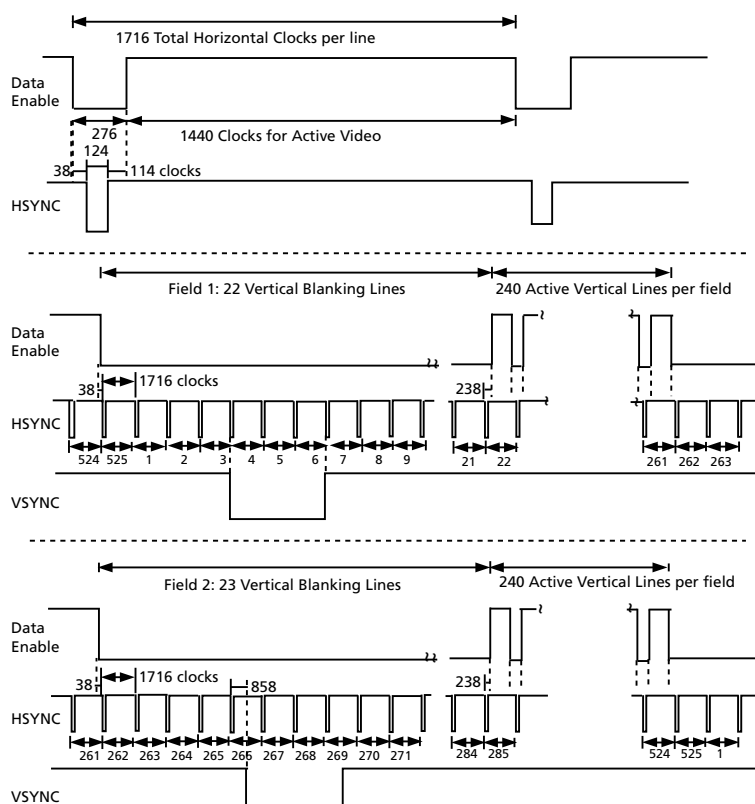 1716 Total Horizontal Clocks per line
Data
Enable
276
1440 Clocks for Active Video
124
38
114 clocks
HSYNC
Field 1: 22 Vertical Blanking Lines
240 Active Vertical Lines per field
Data
Enable
1716 clocks
38
238
HSYNC
524 525 1 2 3 4 5 6 7 8 9 21 22 261 262 263
VSYNC
Field 2: 23 Vertical Blanking Lines
240 Active Vertical Lines per field
Data
Enable
1716 clocks
858
38
238
HSYNC
261 262 263 264 265 266 267 268 269 270 271 284 285 524 525 1
VSYNC